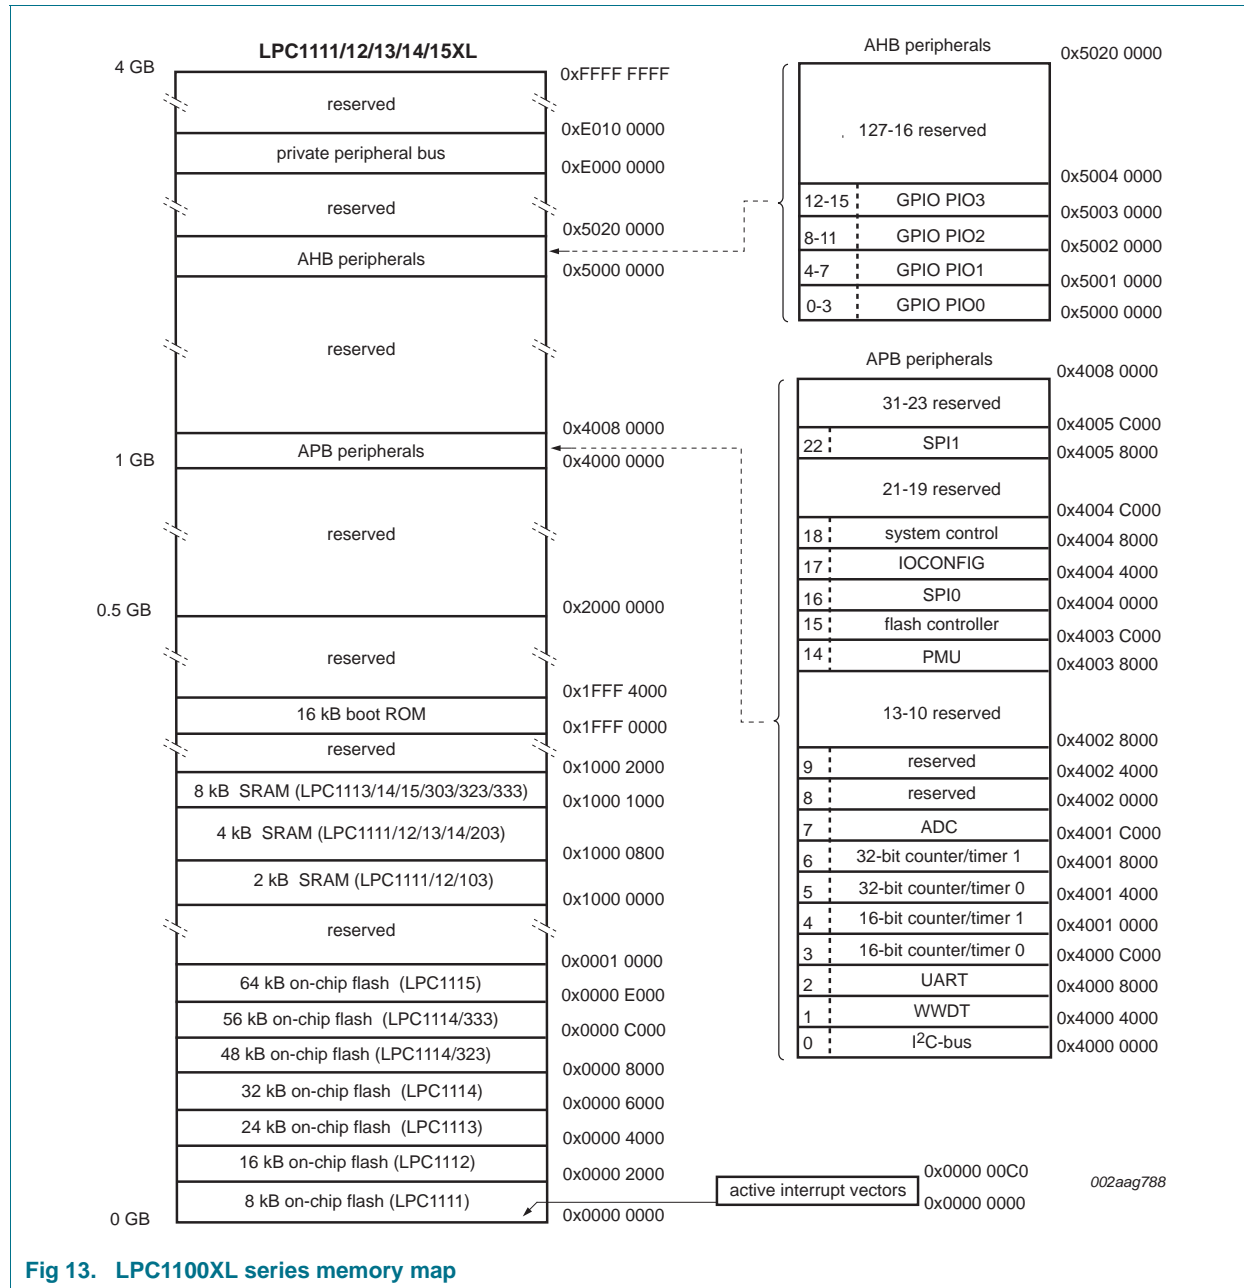 LPC1111/12/13/14/15XL
4 GB
0xFFFF FFFF
reserved
0xE010 0000
private peripheral bus
0xE000 0000
reserved
0x5020 0000
AHB peripherals
0x5000 0000
reserved
0x4008 0000
APB peripherals
1 GB
0x4000 0000
reserved
0.5 GB
0x2000 0000
reserved
0x1FFF 4000
16 kB boot ROM
0x1FFF 0000
reserved
0x1000 2000
8 kB SRAM (LPC1113/14/15/303/323/333)
0x1000 1000
4 kB SRAM (LPC1111/12/13/14/203)
0x1000 0800
2 kB SRAM (LPC1111/12/103)
0x1000 0000
reserved
0x0001 0000
64 kB on-chip flash (LPC1115)
0x0000 E000
56 kB on-chip flash (LPC1114/333)
0x0000 C000
48 kB on-chip flash (LPC1114/323)
0x0000 8000
32 kB on-chip flash (LPC1114)
0x0000 6000
24 kB on-chip flash (LPC1113)
0x0000 4000
16 kB on-chip flash (LPC1112)
0x0000 2000
8 kB on-chip flash (LPC1111)
0 GB
0x0000 0000
AHB peripherals
0x5020 0000
127-16 reserved
0x5004 0000
12-15 GPIO PIO3
0x5003 0000
8-11 GPIO PIO2
0x5002 0000
4-7 GPIO PIO1
0x5001 0000
0-3 GPIO PIO0
0x5000 0000
APB peripherals
0x4008 0000
31-23 reserved
0x4005 C000
22 SPI1
0x4005 8000
21-19 reserved
0x4004 C000
18 system control
0x4004 8000
17 IOCONFIG
0x4004 4000
16 SPI0
0x4004 0000
15 flash controller
0x4003 C000
14 PMU
0x4003 8000
13-10 reserved
0x4002 8000
9 reserved
0x4002 4000
8 reserved
0x4002 0000
7 ADC
0x4001 C000
6 32-bit counter/timer 1
0x4001 8000
5 32-bit counter/timer 0
0x4001 4000
4 16-bit counter/timer 1
0x4001 0000
3 16-bit counter/timer 0
0x4000 C000
2 UART
0x4000 8000
1 WWDT
0x4000 4000
0 I2C-bus
0x4000 0000
0x0000 00C0
active interrupt vectors
0x0000 0000
002aag788
Fig 13. LPC1100XL series memory map